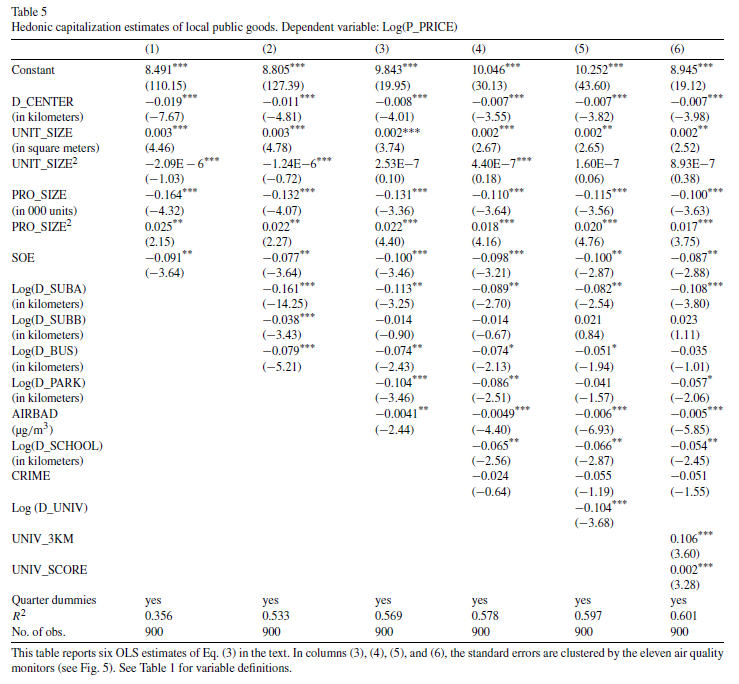 Table 5
Hedonic capitalization estimates of local public goods. Dependent variable: Log(P_PRICE)
(1) (2) (3) (4) (5) (6)
Constant 8.491*** 8.805*** 9.843*** 10.046*** 10.252*** 8.945***
(110.15) (127.39) (19.95) (30.13) (43.60) (19.12)
D_CENTER −0.019*** −0.011*** −0.008*** −0.007*** −0.007*** −0.007***
(in kilometers) (−7.67) (−4.81) (−4.01) (−3.55) (−3.82) (−3.98)
UNIT_SIZE 0.003*** 0.003*** 0.002*** 0.002*** 0.002** 0.002**
(in square meters) (4.46) (4.78) (3.74) (2.67) (2.65) (2.52)
UNIT_SIZE² −2.09E − 6*** −1.24E−6*** 2.53E−7 4.40E−7*** 1.60E−7 8.93E−7
(−1.03) (−0.72) (0.10) (0.18) (0.06) (0.38)
PRO_SIZE −0.164*** −0.132*** −0.131*** −0.110*** −0.115*** −0.100***
(in 000 units) (−4.32) (−4.07) (−3.36) (−3.64) (−3.56) (−3.63)
PRO_SIZE² 0.025** 0.022** 0.022*** 0.018*** 0.020*** 0.017***
(2.15) (2.27) (4.40) (4.16) (4.76) (3.75)
SOE −0.091** −0.077** −0.100*** −0.098*** −0.100** −0.087**
(−3.64) (−3.64) (−3.46) (−3.21) (−2.87) (−2.88)
Log(D_SUBA) −0.161*** −0.113** −0.089** −0.082** −0.108***
(in kilometers) (−14.25) (−3.25) (−2.70) (−2.54) (−3.80)
Log(D_SUBB) −0.038*** −0.014 −0.014 0.021 0.023
(in kilometers) (−3.43) (−0.90) (−0.67) (0.84) (1.11)
Log(D_BUS) −0.079*** −0.074** −0.074* −0.051* −0.035
(in kilometers) (−5.21) (−2.43) (−2.13) (−1.94) (−1.01)
Log(D_PARK) −0.104*** −0.086** −0.041 −0.057*
(in kilometers) (−3.46) (−2.51) (−1.57) (−2.06)
AIRBAD −0.0041** −0.0049*** −0.006*** −0.005***
(μg/m³) (−2.44) (−4.40) (−6.93) (−5.85)
Log(D_SCHOOL) −0.065** −0.066** −0.054**
(in kilometers) (−2.56) (−2.87) (−2.45)
CRIME −0.024 −0.055 −0.051
(−0.64) (−1.19) (−1.55)
Log (D_UNIV) −0.104***
(−3.68)
UNIV_3KM 0.106***
(3.60)
UNIV_SCORE 0.002***
(3.28)
Quarter dummies yes yes yes yes yes yes
R² 0.356 0.533 0.569 0.578 0.597 0.601
No. of obs. 900 900 900 900 900 900
This table reports six OLS estimates of Eq. (3) in the text. In columns (3), (4), (5), and (6), the standard errors are clustered by the eleven air quality
monitors (see Fig. 5). See Table 1 for variable definitions.